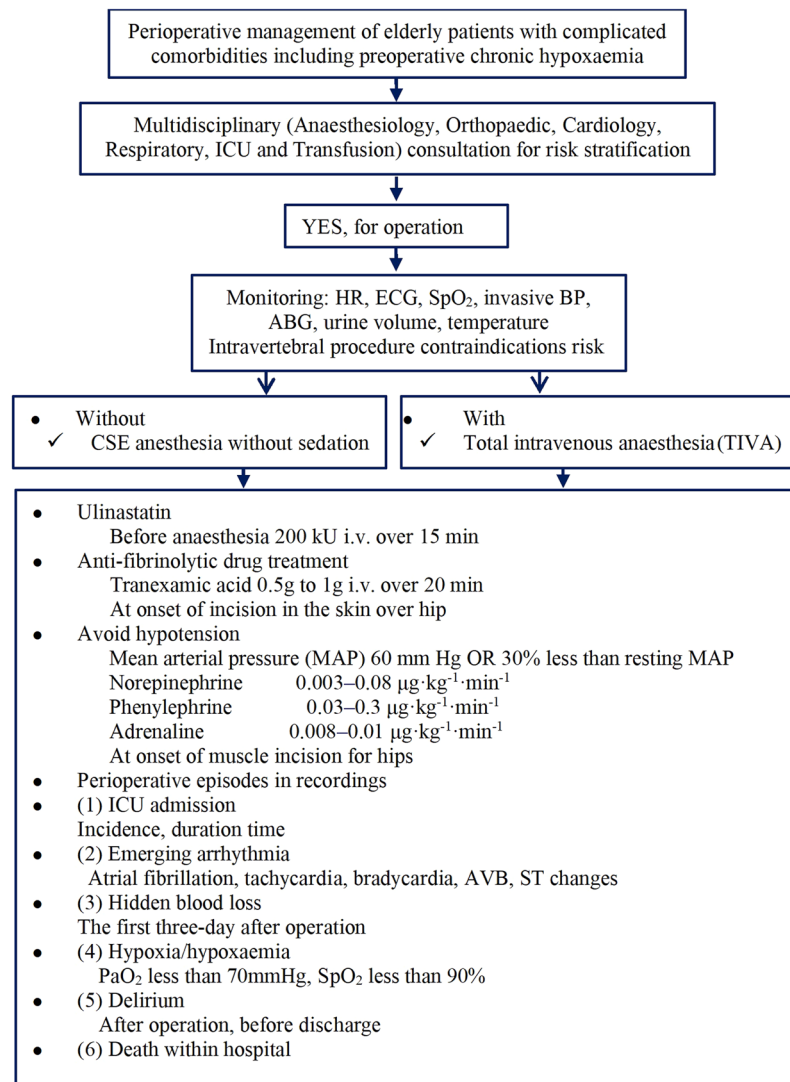 Perioperative management of elderly patients with complicated
comorbidities including preoperative chronic hypoxaemia
Multidisciplinary (Anaesthesiology, Orthopaedic, Cardiology,
Respiratory, ICU and Transfusion) consultation for risk stratification
YES, for operation
Monitoring: HR, ECG, SpO₂, invasive BP,
ABG, urine volume, temperature
Intravertebral procedure contraindications risk
• Without
✓ CSE anesthesia without sedation
• With
✓ Total intravenous anaesthesia (TIVA)
• Ulinastatin
Before anaesthesia 200 kU i.v. over 15 min
• Anti-fibrinolytic drug treatment
Tranexamic acid 0.5g to 1g i.v. over 20 min
At onset of incision in the skin over hip
• Avoid hypotension
Mean arterial pressure (MAP) 60 mm Hg OR 30% less than resting MAP
Norepinephrine 0.003–0.08 μg·kg⁻¹·min⁻¹
Phenylephrine 0.03–0.3 μg·kg⁻¹·min⁻¹
Adrenaline 0.008–0.01 μg·kg⁻¹·min⁻¹
At onset of muscle incision for hips
• Perioperative episodes in recordings
• (1) ICU admission
Incidence, duration time
• (2) Emerging arrhythmia
Atrial fibrillation, tachycardia, bradycardia, AVB, ST changes
• (3) Hidden blood loss
The first three-day after operation
• (4) Hypoxia/hypoxaemia
PaO₂ less than 70mmHg, SpO₂ less than 90%
• (5) Delirium
After operation, before discharge
• (6) Death within hospital